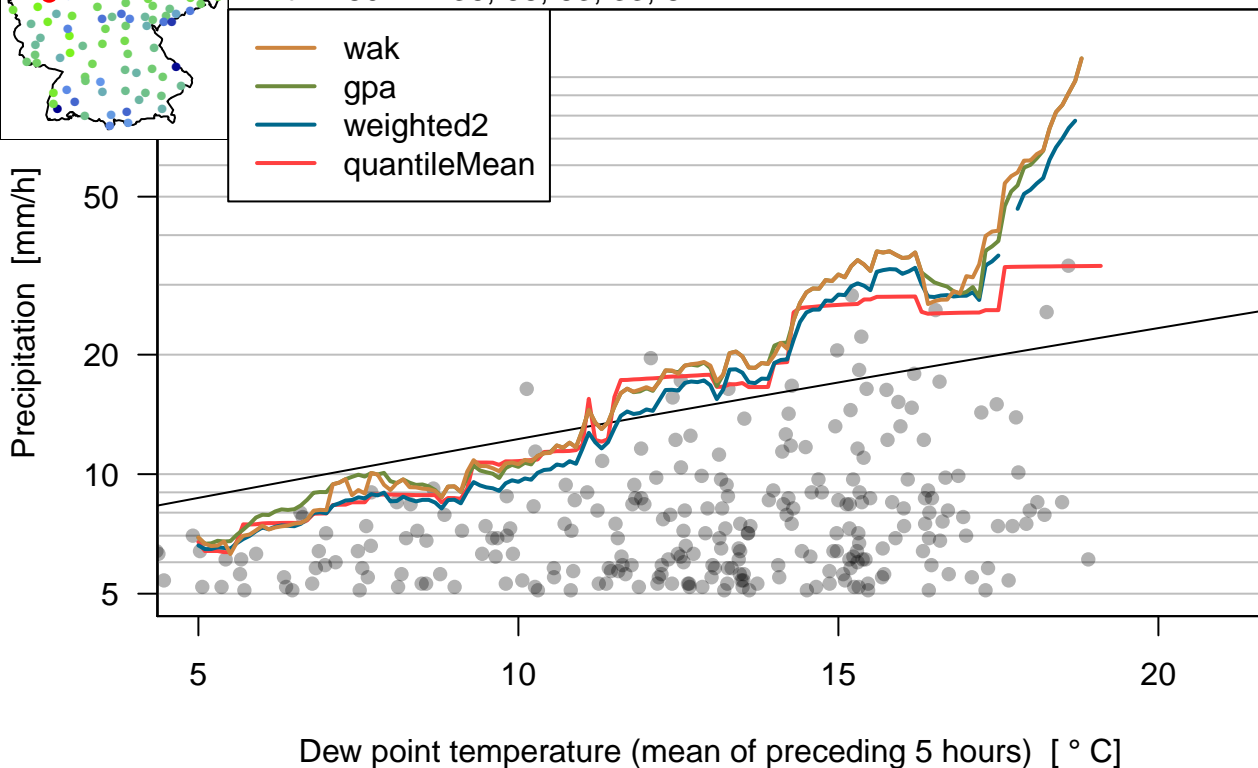 wak
gpa
weighted2
quantileMean
Precipitation [mm/h]
50
20
10
5
5 10 15 20
Dew point temperature (mean of preceding 5 hours) [ ° C]